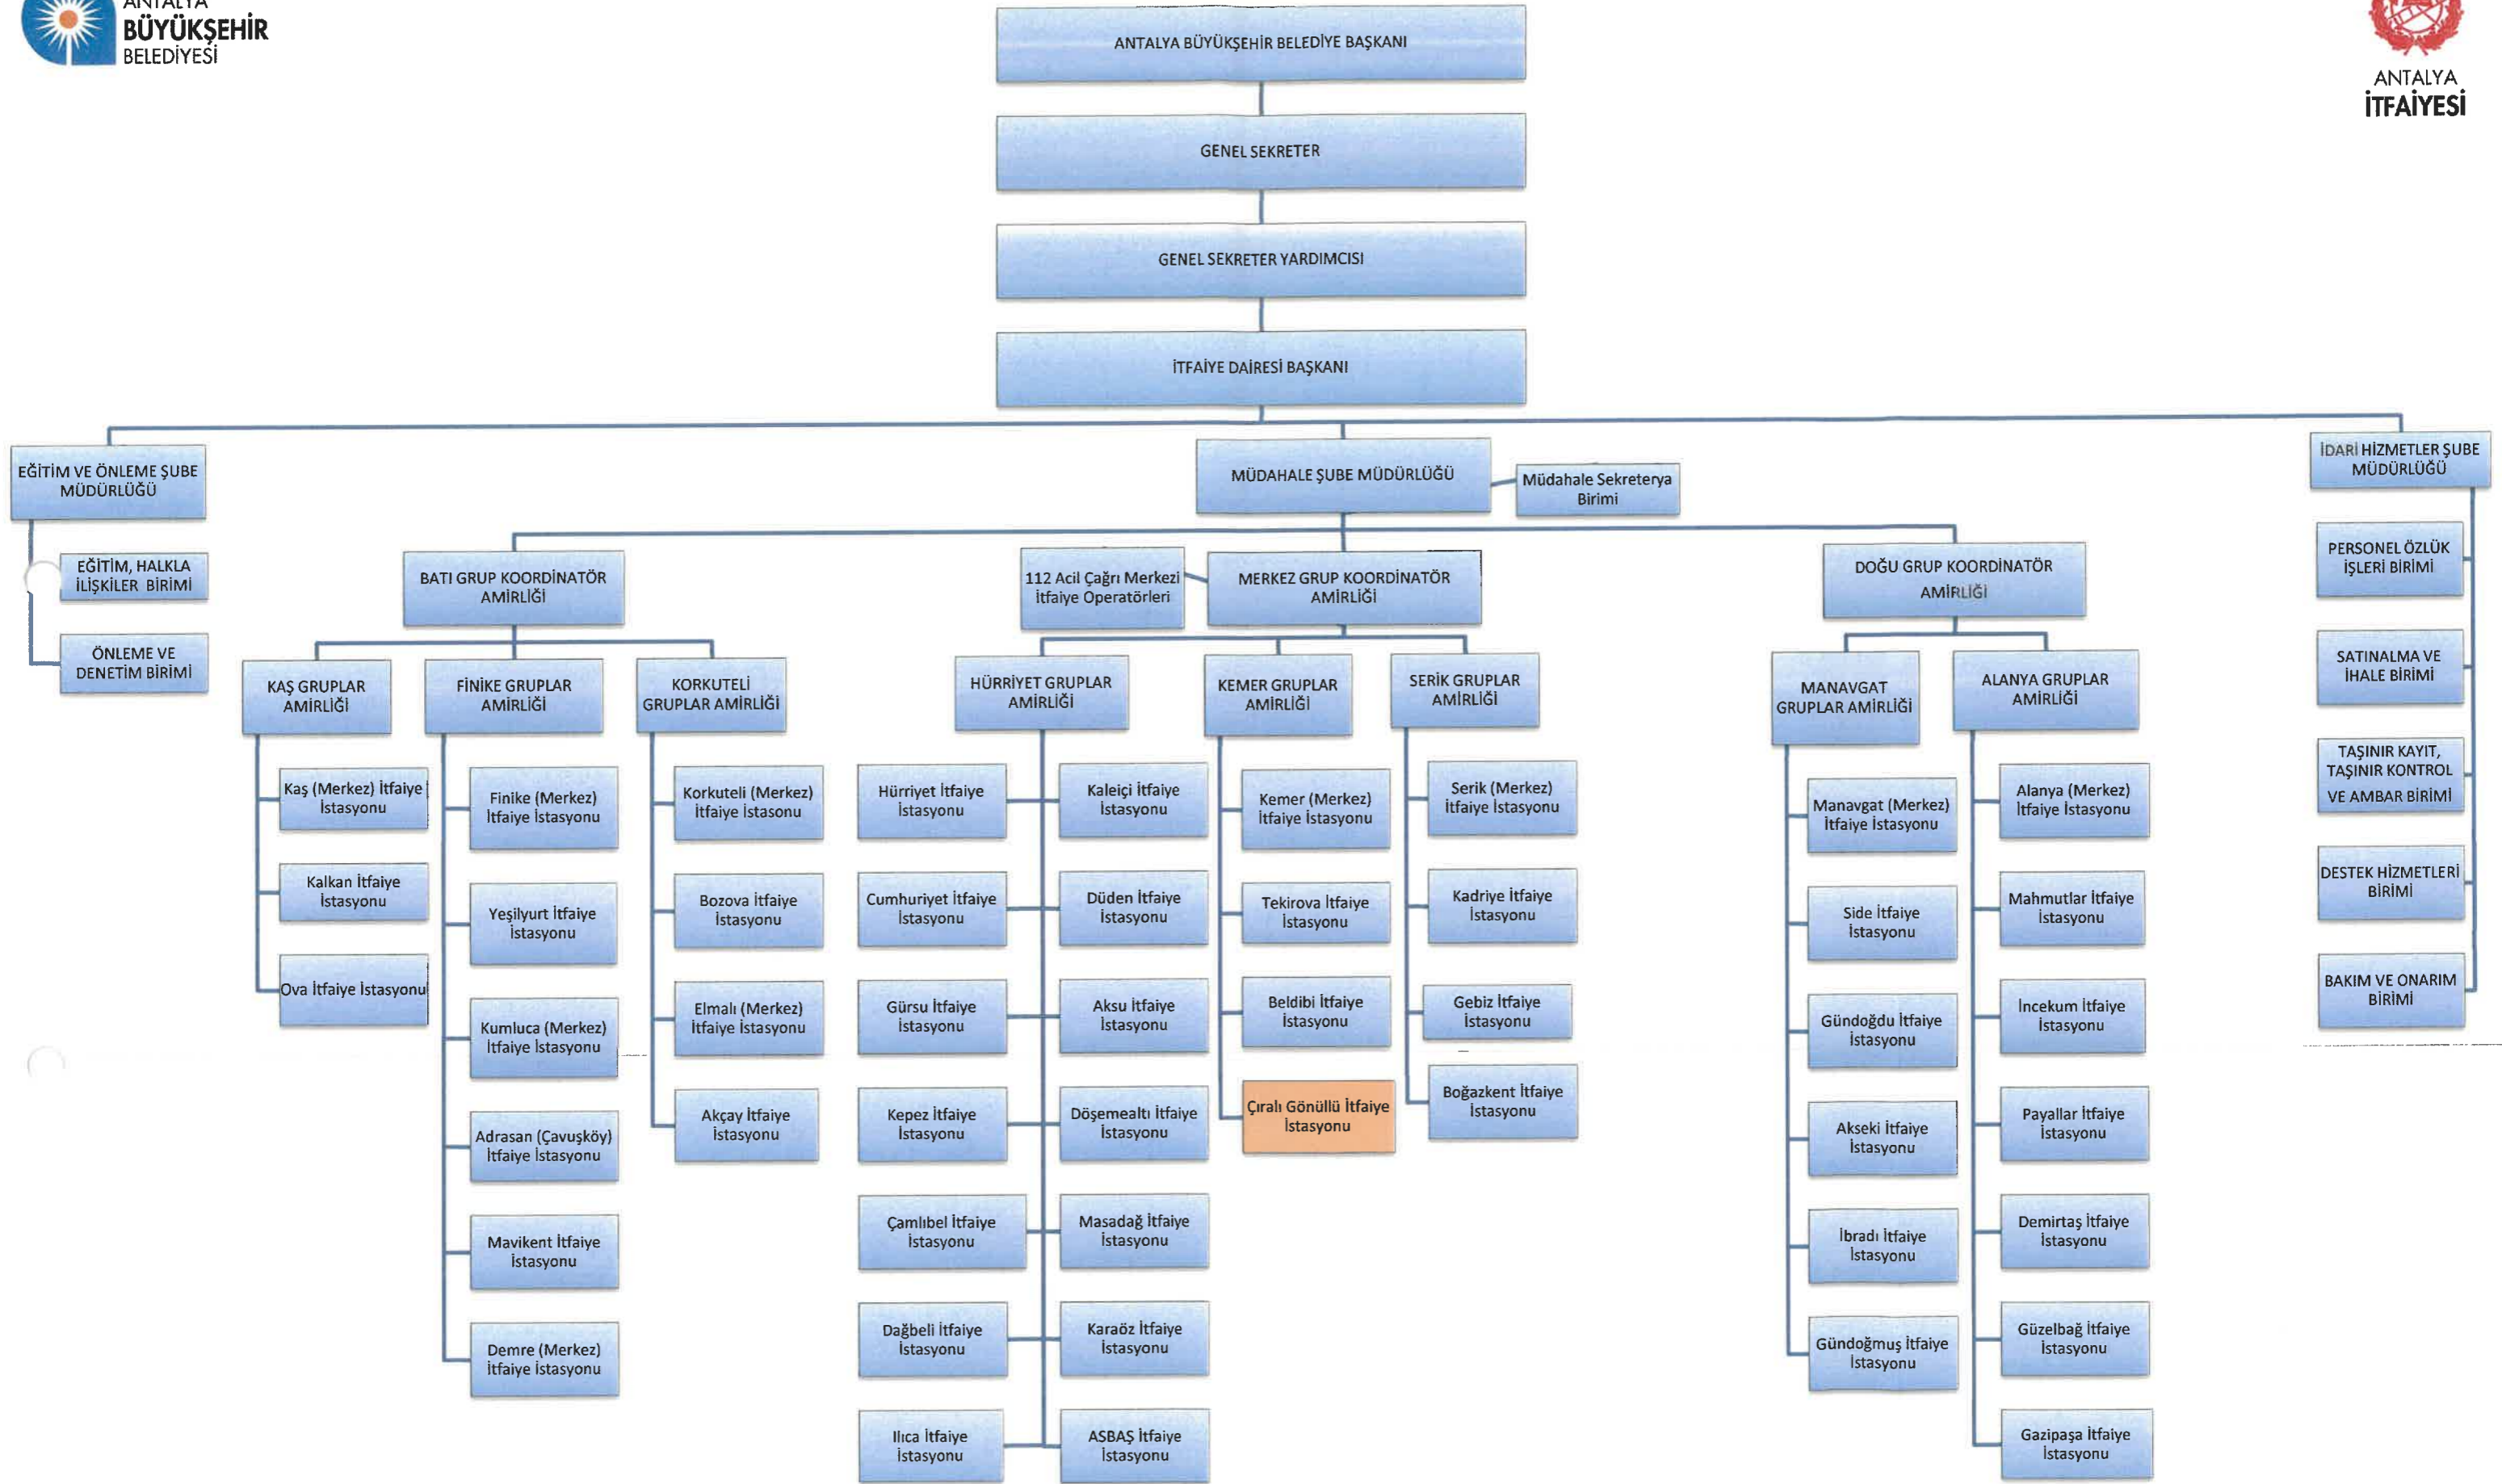 ANTALYA
BÜYÜKŞEHİR
BELEDİYESİ
ANTALYA
İTFAİYESİ
ANTALYA BÜYÜKŞEHİR BELEDİYE BAŞKANI
GENEL SEKRETER
GENEL SEKRETER YARDIMCISI
İTFAİYE DAİRESİ BAŞKANI
EĞİTİM VE ÖNLEME ŞUBE
MÜDÜRLÜĞÜ
EĞİTİM, HALKLA
İLİŞKİLER BİRİMİ
ÖNLEME VE
DENETİM BİRİMİ
MÜDAHALE ŞUBE MÜDÜRLÜĞÜ
Müdahale Sekreterya
Birimi
BATI GRUP KOORDİNATÖR
AMİRLİĞİ
KAŞ GRUPLAR
AMİRLİĞİ
Kaş (Merkez) İtfaiye
İstasyonu
Kalkan İtfaiye
İstasyonu
Ova İtfaiye İstasyonu
FİNİKE GRUPLAR
AMİRLİĞİ
Finike (Merkez)
İtfaiye İstasyonu
Yeşilyurt İtfaiye
İstasyonu
Kumluca (Merkez)
İtfaiye İstasyonu
Adrasan (Çavuşköy)
İtfaiye İstasyonu
Mavikent İtfaiye
İstasyonu
Demre (Merkez)
İtfaiye İstasyonu
KORKUTELİ
GRUPLAR AMİRLİĞİ
Korkuteli (Merkez)
İtfaiye İstasonu
Bozova İtfaiye
İstasyonu
Elmalı (Merkez)
İtfaiye İstasyonu
Akçay İtfaiye
İstasyonu
112 Acil Çağrı Merkezi
İtfaiye Operatörleri
MERKEZ GRUP KOORDİNATÖR
AMİRLİĞİ
HÜRRİYET GRUPLAR
AMİRLİĞİ
Hürriyet İtfaiye
İstasyonu
Kaleiçi İtfaiye
İstasyonu
Cumhuriyet İtfaiye
İstasyonu
Düden İtfaiye
İstasyonu
Gürsu İtfaiye
İstasyonu
Aksu İtfaiye
İstasyonu
Kepez İtfaiye
İstasyonu
Döşemealtı İtfaiye
İstasyonu
Çamlıbel İtfaiye
İstasyonu
Masadağ İtfaiye
İstasyonu
Dağbeli İtfaiye
İstasyonu
Karaöz İtfaiye
İstasyonu
Ilıca İtfaiye
İstasyonu
ASBAŞ İtfaiye
İstasyonu
KEMER GRUPLAR
AMİRLİĞİ
Kemer (Merkez)
İtfaiye İstasyonu
Tekirova İtfaiye
İstasyonu
Beldibi İtfaiye
İstasyonu
Çıralı Gönüllü İtfaiye
İstasyonu
SERİK GRUPLAR
AMİRLİĞİ
Serik (Merkez)
İtfaiye İstasyonu
Kadriye İtfaiye
İstasyonu
Gebiz İtfaiye
İstasyonu
Boğazkent İtfaiye
İstasyonu
DOĞU GRUP KOORDİNATÖR
AMİRLİĞİ
MANAVGAT
GRUPLAR AMİRLİĞİ
Manavgat (Merkez)
İtfaiye İstasyonu
Side İtfaiye
İstasyonu
Gündoğdu İtfaiye
İstasyonu
Akseki İtfaiye
İstasyonu
İbradı İtfaiye
İstasyonu
Gündoğmuş İtfaiye
İstasyonu
ALANYA GRUPLAR
AMİRLİĞİ
Alanya (Merkez)
İtfaiye İstasyonu
Mahmutlar İtfaiye
İstasyonu
İncekum İtfaiye
İstasyonu
Payallar İtfaiye
İstasyonu
Demirtaş İtfaiye
İstasyonu
Güzelbağ İtfaiye
İstasyonu
Gazipaşa İtfaiye
İstasyonu
İDARİ HİZMETLER ŞUBE
MÜDÜRLÜĞÜ
PERSONEL ÖZLÜK
İŞLERİ BİRİMİ
SATINALMA VE
İHALE BİRİMİ
TAŞINIR KAYIT,
TAŞINIR KONTROL
VE AMBAR BİRİMİ
DESTEK HİZMETLERİ
BİRİMİ
BAKIM VE ONARIM
BİRİMİ